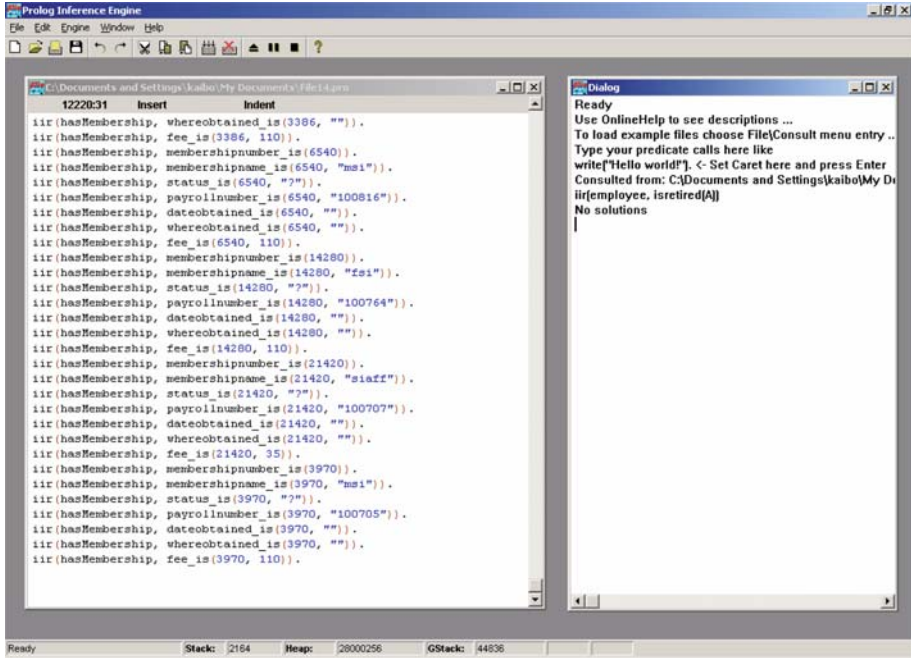 Prolog Inference Engine
File Edit Engine Window Help
C:\Documents and Settings\kaibo\My Documents\File14.pro
12220:31 Insert Indent
iir(hasMembership, whereobtained_is(3386, "")).
iir(hasMembership, fee_is(3386, 110)).
iir(hasMembership, membershipnumber_is(6540)).
iir(hasMembership, membershipname_is(6540, "msi")).
iir(hasMembership, status_is(6540, "?")).
iir(hasMembership, payrollnumber_is(6540, "100816")).
iir(hasMembership, dateobtained_is(6540, "")).
iir(hasMembership, whereobtained_is(6540, "")).
iir(hasMembership, fee_is(6540, 110)).
iir(hasMembership, membershipnumber_is(14280)).
iir(hasMembership, membershipname_is(14280, "fsi")).
iir(hasMembership, status_is(14280, "?")).
iir(hasMembership, payrollnumber_is(14280, "100764")).
iir(hasMembership, dateobtained_is(14280, "")).
iir(hasMembership, whereobtained_is(14280, "")).
iir(hasMembership, fee_is(14280, 110)).
iir(hasMembership, membershipnumber_is(21420)).
iir(hasMembership, membershipname_is(21420, "siaff")).
iir(hasMembership, status_is(21420, "?")).
iir(hasMembership, payrollnumber_is(21420, "100707")).
iir(hasMembership, dateobtained_is(21420, "")).
iir(hasMembership, whereobtained_is(21420, "")).
iir(hasMembership, fee_is(21420, 35)).
iir(hasMembership, membershipnumber_is(3970)).
iir(hasMembership, membershipname_is(3970, "msi")).
iir(hasMembership, status_is(3970, "?")).
iir(hasMembership, payrollnumber_is(3970, "100705")).
iir(hasMembership, dateobtained_is(3970, "")).
iir(hasMembership, whereobtained_is(3970, "")).
iir(hasMembership, fee_is(3970, 110)).
Dialog
Ready
Use OnlineHelp to see descriptions ...
To load example files choose File\Consult menu entry ..
Type your predicate calls here like
write("Hello world!"). <- Set Caret here and press Enter
Consulted from: C:\Documents and Settings\kaibo\My Do
iir(employee, isretired(A))
No solutions
Ready Stack: 2164 Heap: 28000256 GStack: 44836